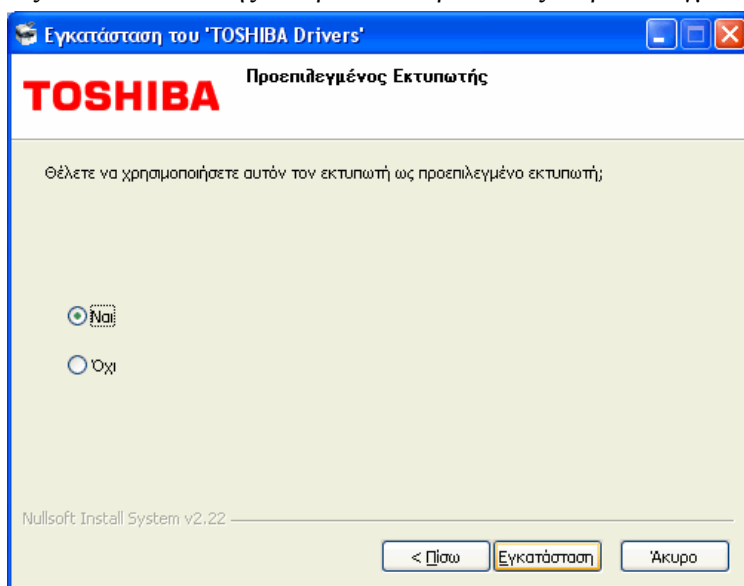 Εγκατάσταση του 'TOSHIBA Drivers'
TOSHIBA
Προεπιλεγμένος Εκτυπωτής
Θέλετε να χρησιμοποιήσετε αυτόν τον εκτυπωτή ως προεπιλεγμένο εκτυπωτή;
Ναι
Όχι
Nullsoft Install System v2.22
< Πίσω
Εγκατάσταση
Άκυρο